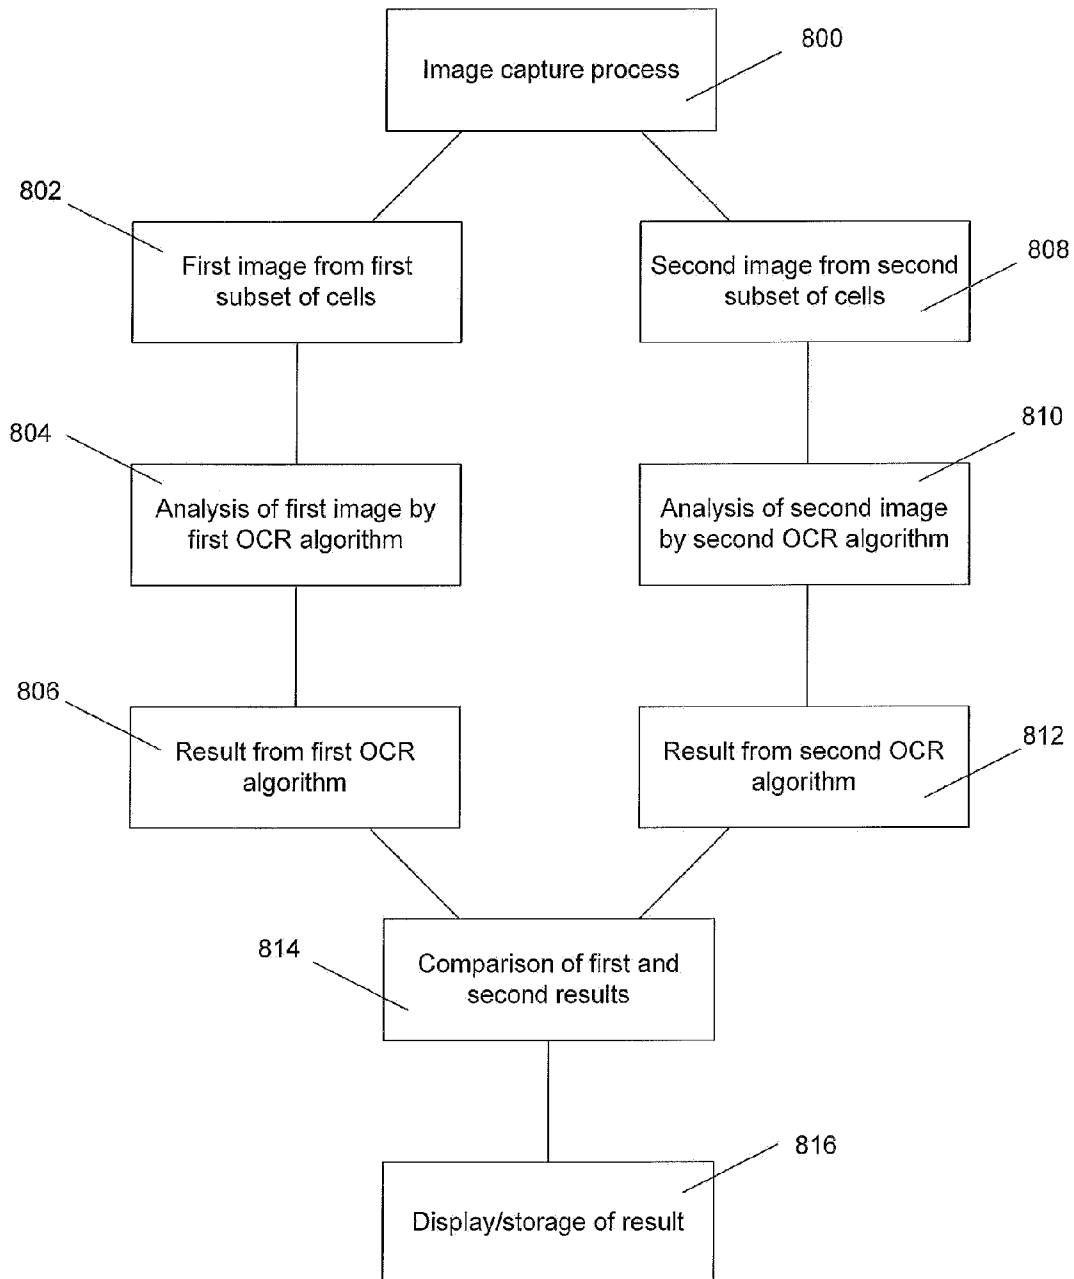 800
Image capture process
802
First image from first
subset of cells
808
Second image from second
subset of cells
804
Analysis of first image by
first OCR algorithm
810
Analysis of second image
by second OCR algorithm
806
Result from first OCR
algorithm
812
Result from second OCR
algorithm
814
Comparison of first and
second results
816
Display/storage of result